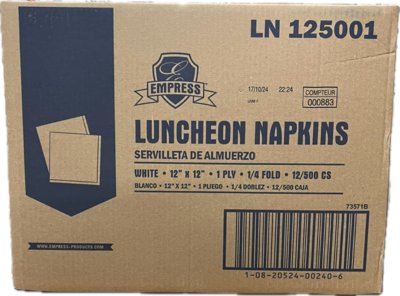 LN 125001
E
EMPRESS
17/10/24 22:24
COMPTEUR
000883
LUNCHEON NAPKINS
SERVILLETA DE ALMUERZO
WHITE • 12" x 12" • 1 PLY • 1/4 FOLD • 12/500 CS
BLANCO • 12" X 12" • 1 PLIEGO • 1/4 DOBLEZ • 12/500 CAJA
73571B
WWW.EMPRESS-PRODUCTS.COM
1-08-20524-00240-6